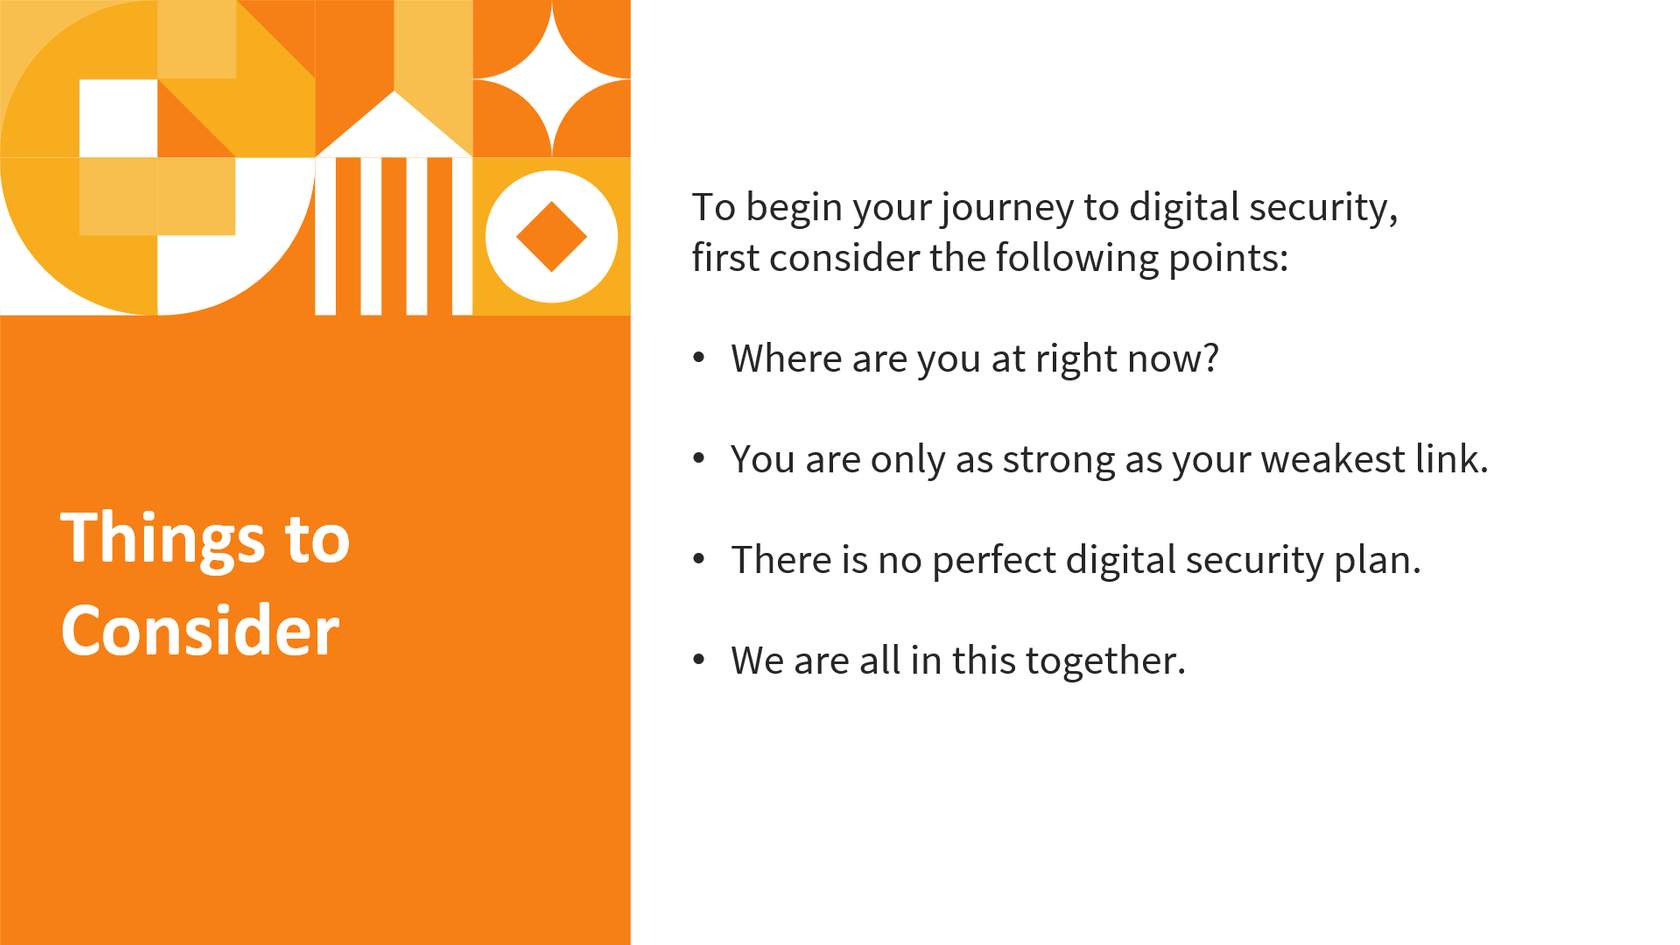 Things to
Consider
To begin your journey to digital security,
first consider the following points:
• Where are you at right now?
• You are only as strong as your weakest link.
• There is no perfect digital security plan.
• We are all in this together.